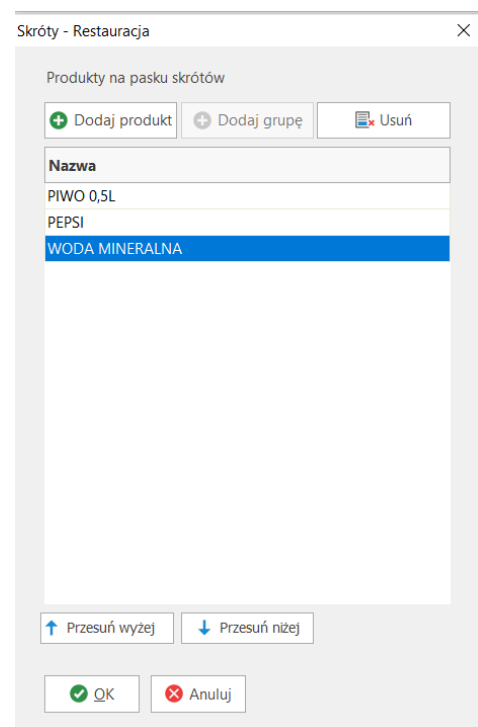 Skróty - Restauracja
Produkty na pasku skrótów
Dodaj produkt Dodaj grupę Usuń
Nazwa
PIWO 0,5L
PEPSI
WODA MINERALNA
Przesuń wyżej Przesuń niżej
OK Anuluj